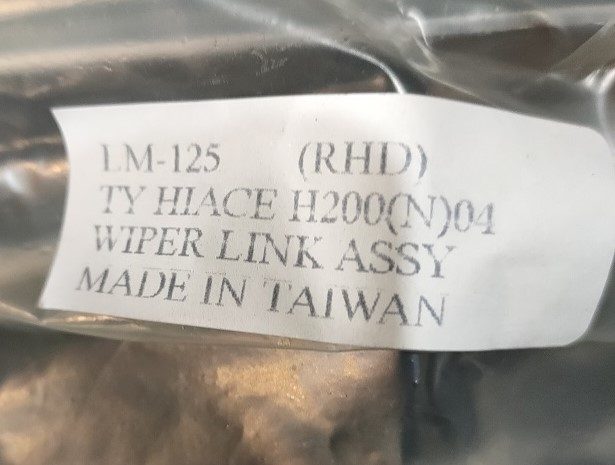 LM-125 (RHD)
TY HIACE H200(N)04
WIPER LINK ASSY
MADE IN TAIWAN